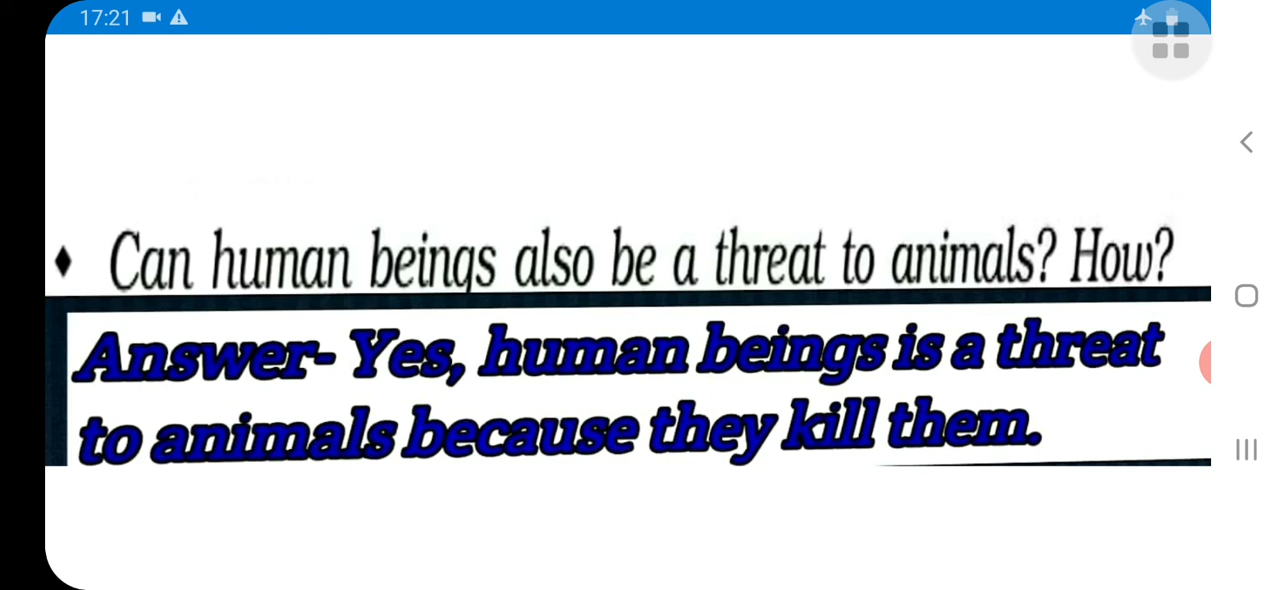 17:21
♦ Can human beings also be a threat to animals? How?
Answer- Yes, human beings is a threat
to animals because they kill them.